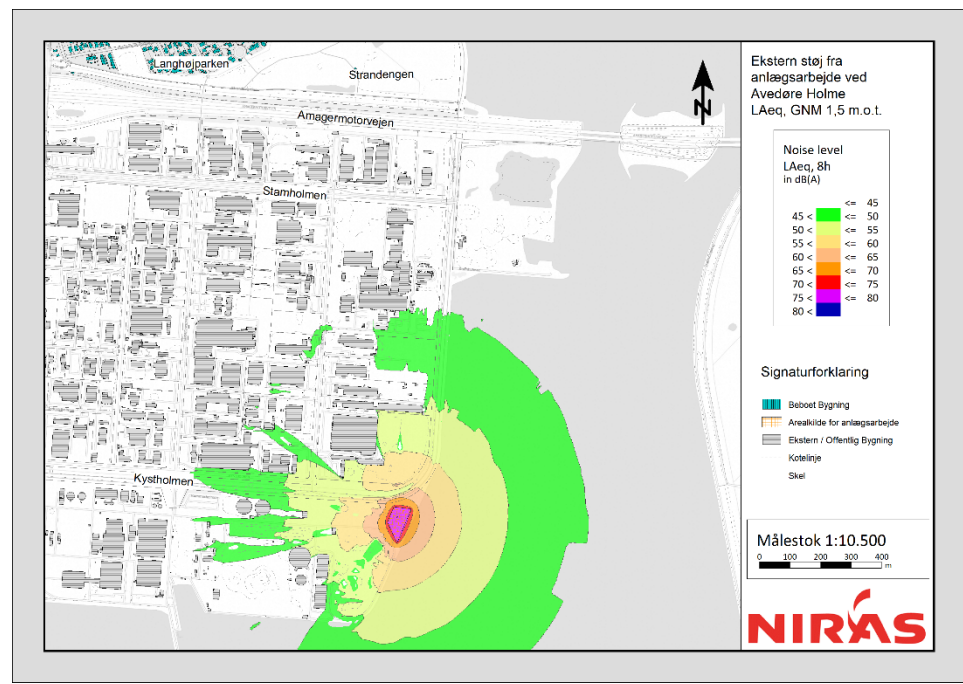 Langhøjparken
Strandengen
Amagermotorvejen
Stamholmen
Kystholmen
Ekstern støj fra
anlægsarbejde ved
Avedøre Holme
LAeq, GNM 1,5 m.o.t.
N
Noise level
LAeq, 8h
in dB(A)
<= 45
45 < <= 50
50 < <= 55
55 < <= 60
60 < <= 65
65 < <= 70
70 < <= 75
75 < <= 80
80 <
Signaturforklaring
Beboet Bygning
Arealkilde for anlægsarbejde
Ekstern / Offentlig Bygning
Kotelinje
Skel
Målestok 1:10.500
0 100 200 300 400
m
NIRAS